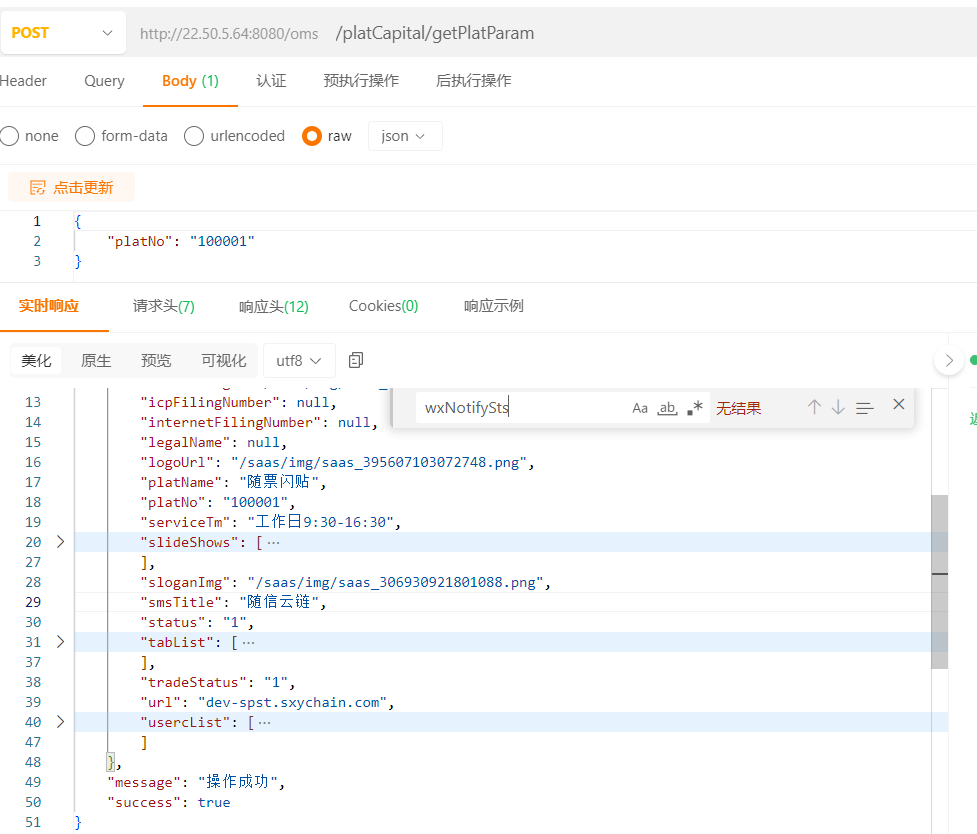 POST http://22.50.5.64:8080/oms /platCapital/getPlatParam
Header Query Body (1) 认证 预执行操作 后执行操作
none form-data urlencoded raw json
点击更新
1 {
2 "platNo": "100001"
3 }
实时响应 请求头(7) 响应头(12) Cookies(0) 响应示例
美化 原生 预览 可视化 utf8
wxNotifySts Aa ab .* 无结果
13 "icpFilingNumber": null,
14 "internetFilingNumber": null,
15 "legalName": null,
16 "logoUrl": "/saas/img/saas_395607103072748.png",
17 "platName": "随票闪贴",
18 "platNo": "100001",
19 "serviceTm": "工作日9:30-16:30",
20 "slideShows": [ ···
27 ],
28 "sloganImg": "/saas/img/saas_306930921801088.png",
29 "smsTitle": "随信云链",
30 "status": "1",
31 "tabList": [ ···
37 ],
38 "tradeStatus": "1",
39 "url": "dev-spst.sxychain.com",
40 "usercList": [ ···
47 ]
48 },
49 "message": "操作成功",
50 "success": true
51 }